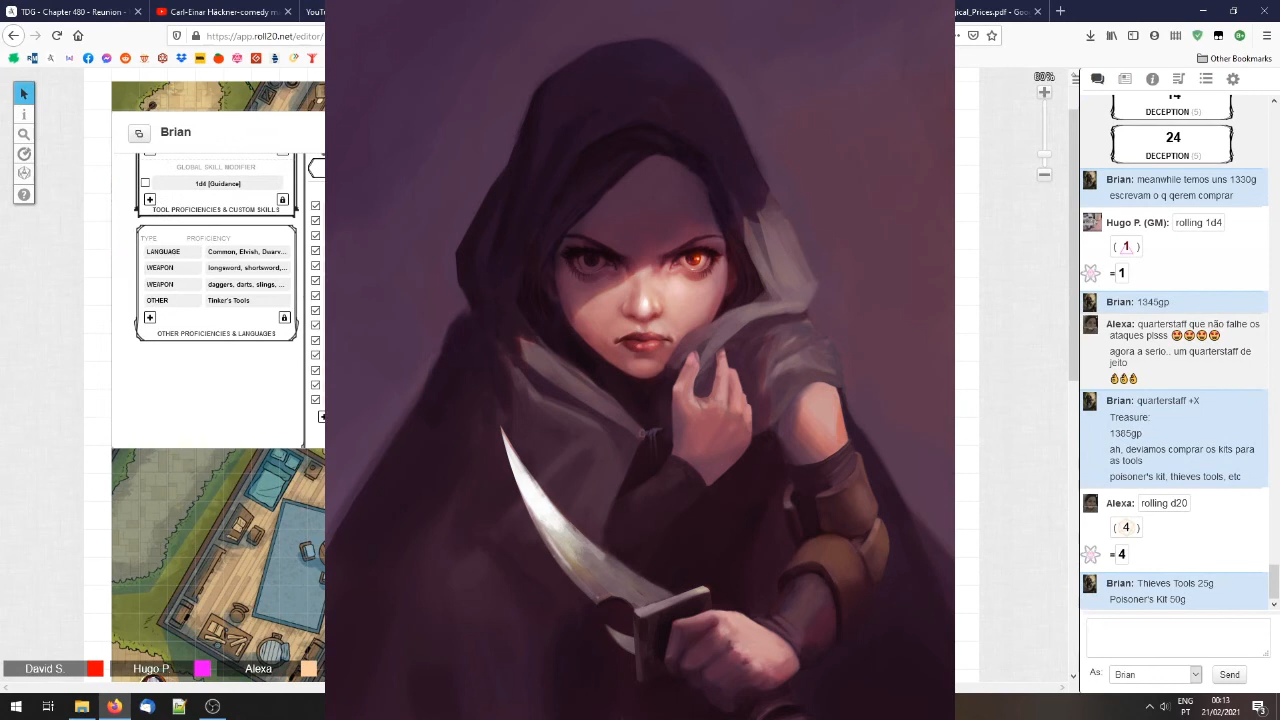 TDG - Chapter 480 - Reunion -
Carl-Einar Häckner-comedy m
YouTu
ical_Prices.pdf - Goo
https://app.roll20.net/editor/
Other Bookmarks
80%
Brian
GLOBAL SKILL MODIFIER
1d4 [Guidance]
TOOL PROFICIENCIES & CUSTOM SKILLS
TYPE PROFICIENCY
LANGUAGE Common, Elvish, Dwarv...
WEAPON longsword, shortsword,...
WEAPON daggers, darts, slings, ...
OTHER Tinker's Tools
OTHER PROFICIENCIES & LANGUAGES
14
DECEPTION (5)
24
DECEPTION (5)
Brian: meanwhile temos uns 1330g
escrevam o q qerem comprar
Hugo P. (GM): rolling 1d4
( 1 )
= 1
Brian: 1345gp
Alexa: quarterstaff que não talhe os
ataques plsss
agora a serio.. um quarterstaff de
jeito
Brian: quarterstaff +X
Treasure:
1385gp
ah, deviamos comprar os kits para
as tools
poisoner's kit, thieves tools, etc
Alexa: rolling d20
( 4 )
= 4
Brian: Thieves Tools 25g
Poisoner's Kit 50g
As: Brian Send
David S. Hugo P Alexa
ENG 00:13
PT 21/02/2021